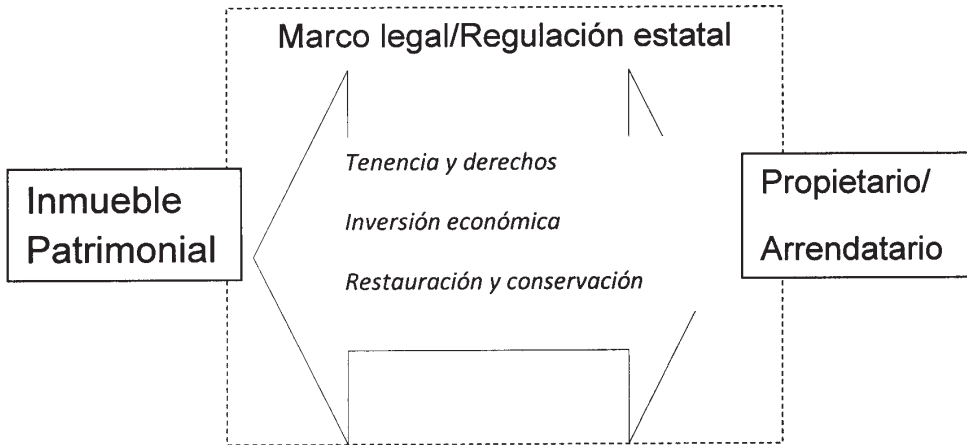 Marco legal/Regulación estatal
Tenencia y derechos
Inversión económica
Restauración y conservación
Inmueble
Patrimonial
Propietario/
Arrendatario